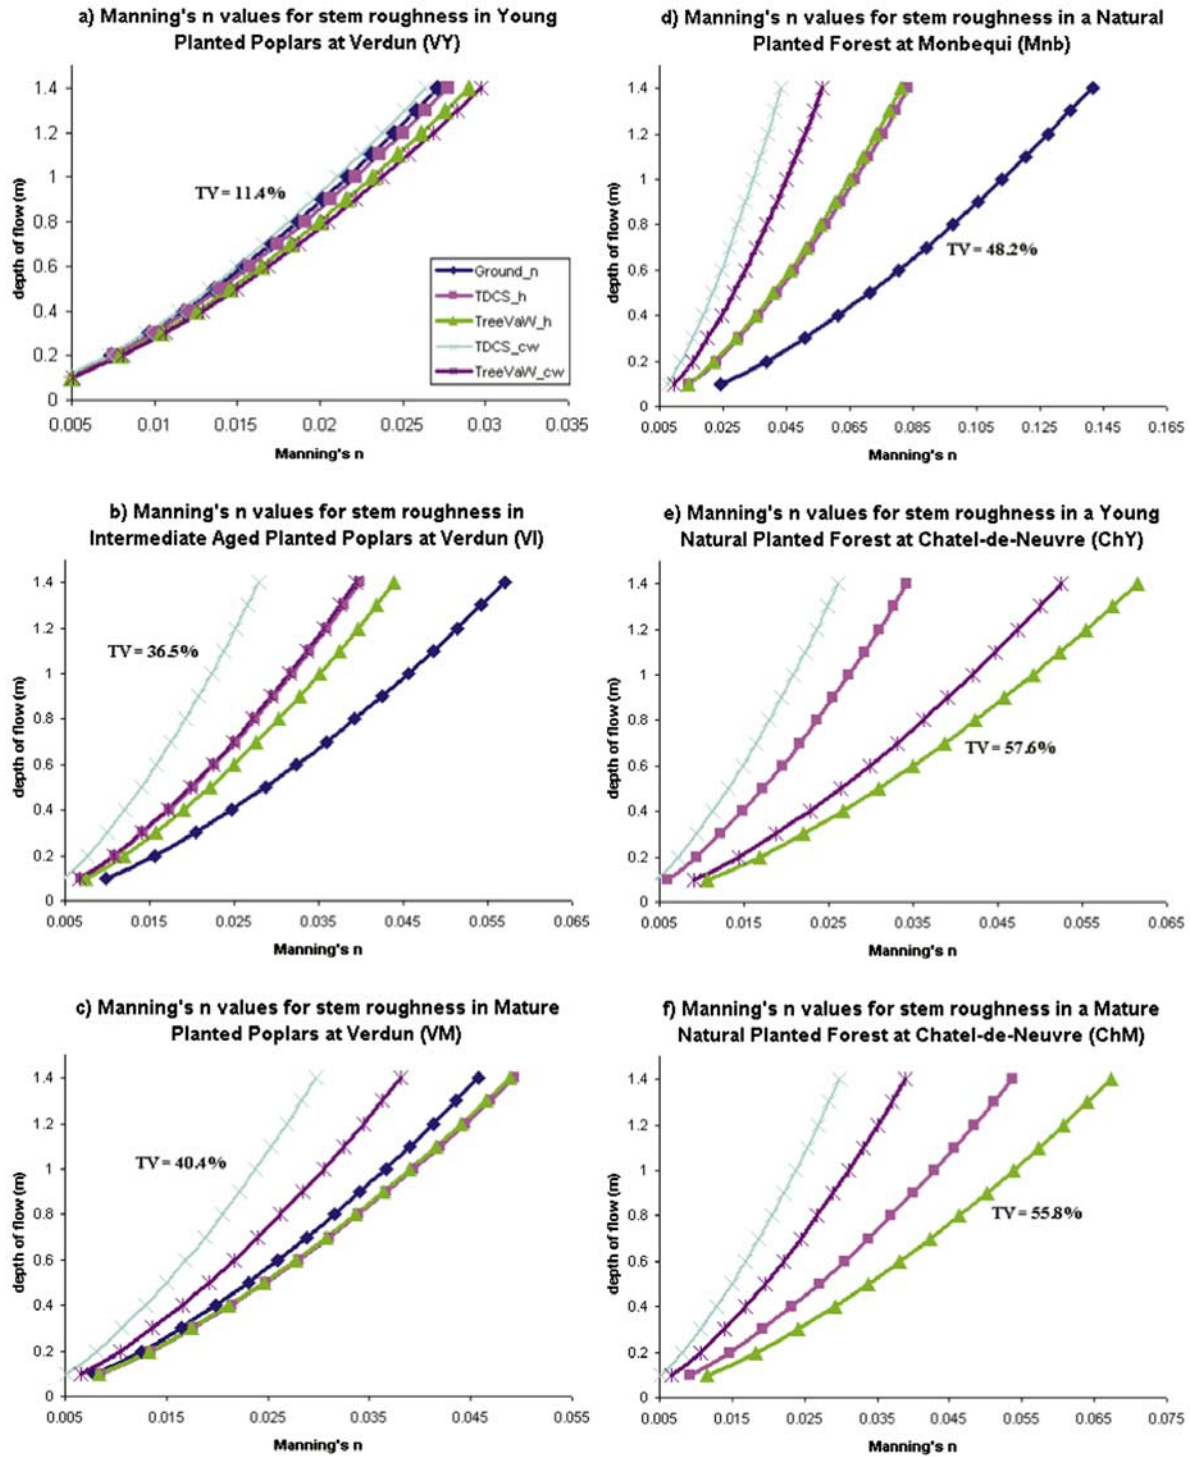 a) Manning's n values for stem roughness in Young
Planted Poplars at Verdun (VY)
1.4
1.2
1
0.8
0.6
0.4
0.2
0
depth of flow (m)
TV = 11.4%
Ground_n
TDCS_h
TreeVaW_h
TDCS_cw
TreeVaW_cw
0.005 0.01 0.015 0.02 0.025 0.03 0.035
Manning's n
d) Manning's n values for stem roughness in a Natural
Planted Forest at Monbequi (Mnb)
1.4
1.2
1
0.8
0.6
0.4
0.2
0
depth of flow (m)
TV = 48.2%
0.005 0.025 0.045 0.065 0.085 0.105 0.125 0.145 0.165
Manning's n
b) Manning's n values for stem roughness in
Intermediate Aged Planted Poplars at Verdun (VI)
1.4
1.2
1
0.8
0.6
0.4
0.2
0
depth of flow (m)
TV = 36.5%
0.005 0.015 0.025 0.035 0.045 0.055 0.065
Manning's n
e) Manning's n values for stem roughness in a Young
Natural Planted Forest at Chatel-de-Neuvre (ChY)
1.4
1.2
1
0.8
0.6
0.4
0.2
0
depth of flow (m)
TV = 57.6%
0.005 0.015 0.025 0.035 0.045 0.055 0.065
Manning's n
c) Manning's n values for stem roughness in Mature
Planted Poplars at Verdun (VM)
1.4
1.2
1
0.8
0.6
0.4
0.2
0
depth of flow (m)
TV = 40.4%
0.005 0.015 0.025 0.035 0.045 0.055
Manning's n
f) Manning's n values for stem roughness in a Mature
Natural Planted Forest at Chatel-de-Neuvre (ChM)
1.4
1.2
1
0.8
0.6
0.4
0.2
0
depth of flow (m)
TV = 55.8%
0.005 0.015 0.025 0.035 0.045 0.055 0.065 0.075
Manning's n